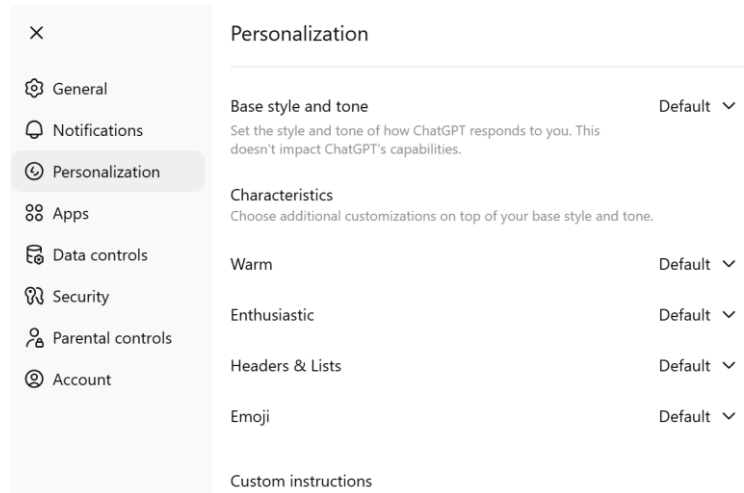 Personalization
General
Notifications
Personalization
Apps
Data controls
Security
Parental controls
Account
Base style and tone
Default
Set the style and tone of how ChatGPT responds to you. This
doesn't impact ChatGPT's capabilities.
Characteristics
Choose additional customizations on top of your base style and tone.
Warm
Default
Enthusiastic
Default
Headers & Lists
Default
Emoji
Default
Custom instructions